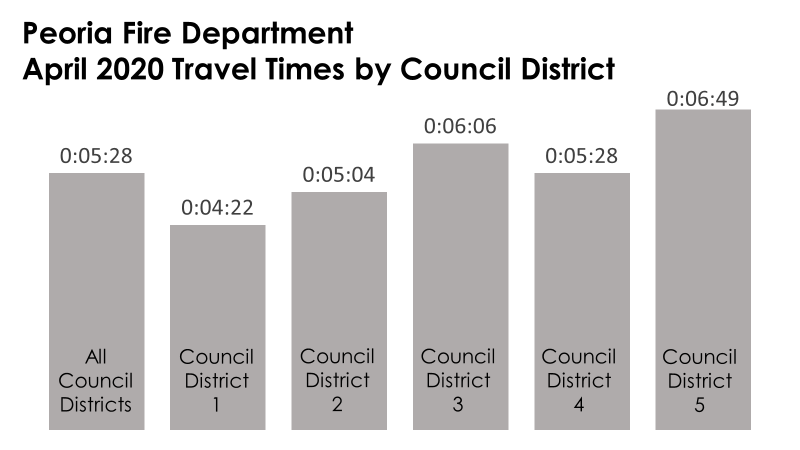 Peoria Fire Department
April 2020 Travel Times by Council District
0:05:28
0:04:22
0:05:04
0:06:06
0:05:28
0:06:49
All
Council
Districts
Council
District
1
Council
District
2
Council
District
3
Council
District
4
Council
District
5